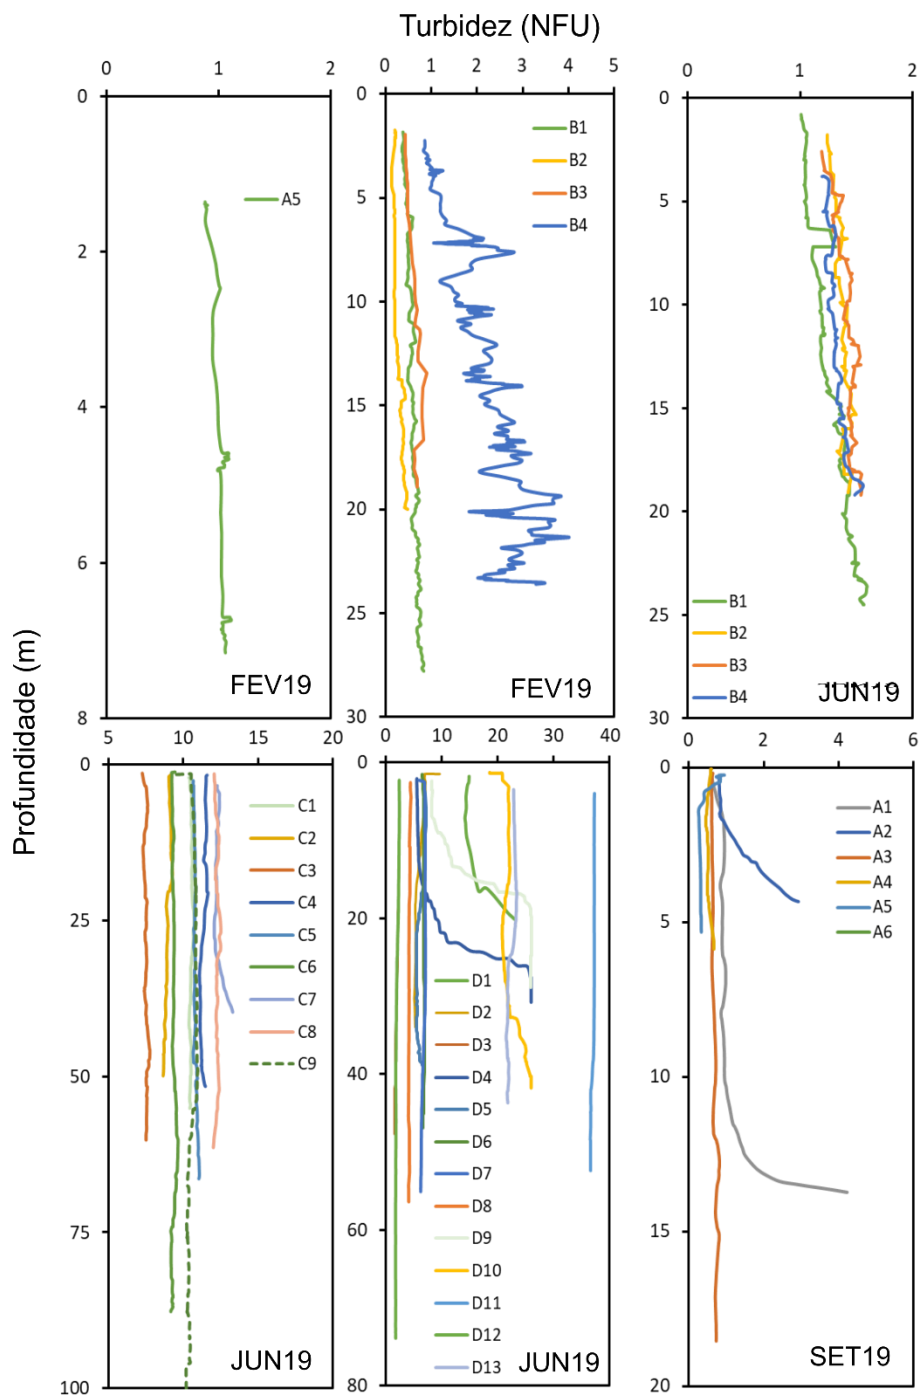 Turbidez (NFU)
0 1 2
0 1 2 3 4 5
0 1 2
0
2
4
6
8
A5
FEV19
0
5
10
15
20
25
30
B1
B2
B3
B4
FEV19
0
5
10
15
20
25
30
B1
B2
B3
B4
JUN19
Profundidade (m)
5 10 15 20
0 10 20 30 40
0 2 4 6
0
25
50
75
100
C1
C2
C3
C4
C5
C6
C7
C8
C9
JUN19
0
20
40
60
80
D1
D2
D3
D4
D5
D6
D7
D8
D9
D10
D11
D12
D13
JUN19
0
5
10
15
20
A1
A2
A3
A4
A5
A6
SET19